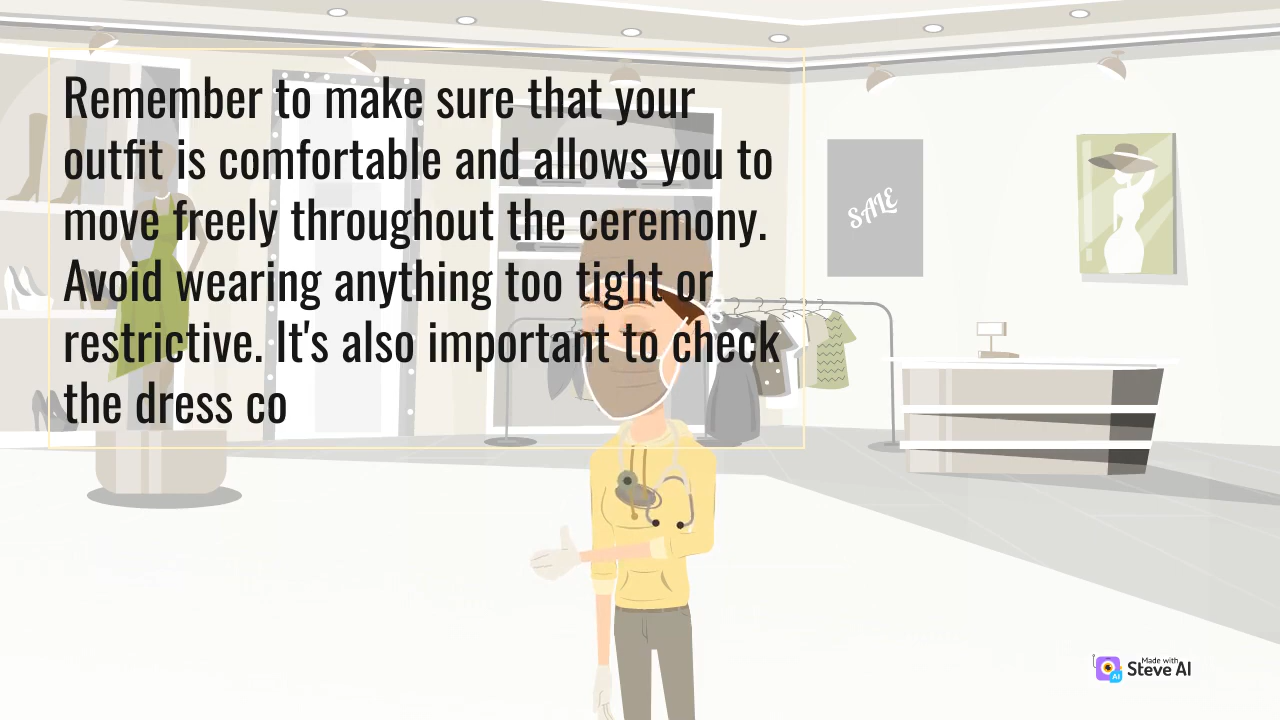 Remember to make sure that your
outfit is comfortable and allows you to
move freely throughout the ceremony.
Avoid wearing anything too tight or
restrictive. It's also important to check
the dress co
SALE
Made with
Steve AI
AI